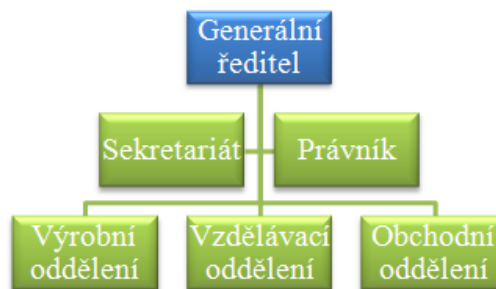 Generální
ředitel
Sekretariát
Právník
Výrobní
oddělení
Vzdělávací
oddělení
Obchodní
oddělení